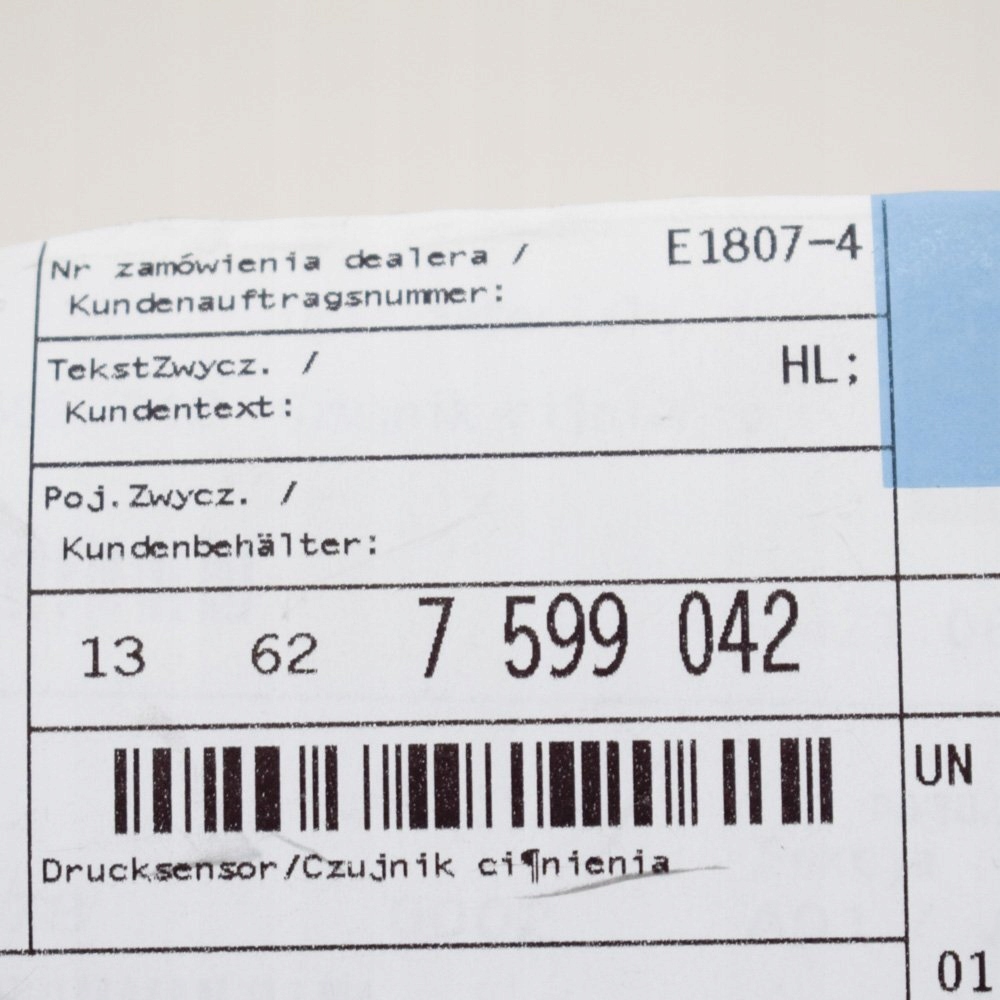 Nr zamówienia dealera / E1807-4
Kundenauftragsnummer:
TekstZwycz. / HL;
Kundentext:
Poj.Zwycz. /
Kundenbehälter:
13 62 7 599 042
UN
Drucksensor/Czujnik ci¶nienia
01